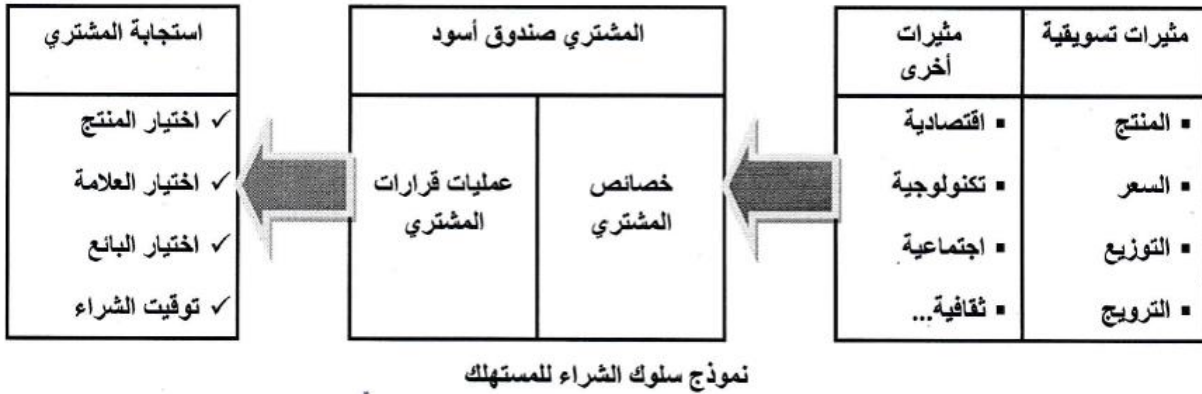 مثيرات تسويقية
مثيرات
أخرى
▪ المنتج
▪ السعر
▪ التوزيع
▪ الترويج
▪ اقتصادية
▪ تكنولوجية
▪ اجتماعية
▪ ثقافية...
المشتري صندوق أسود
خصائص
المشتري
عمليات قرارات
المشتري
استجابة المشتري
✓ اختيار المنتج
✓ اختيار العلامة
✓ اختيار البائع
✓ توقيت الشراء
نموذج سلوك الشراء للمستهلك